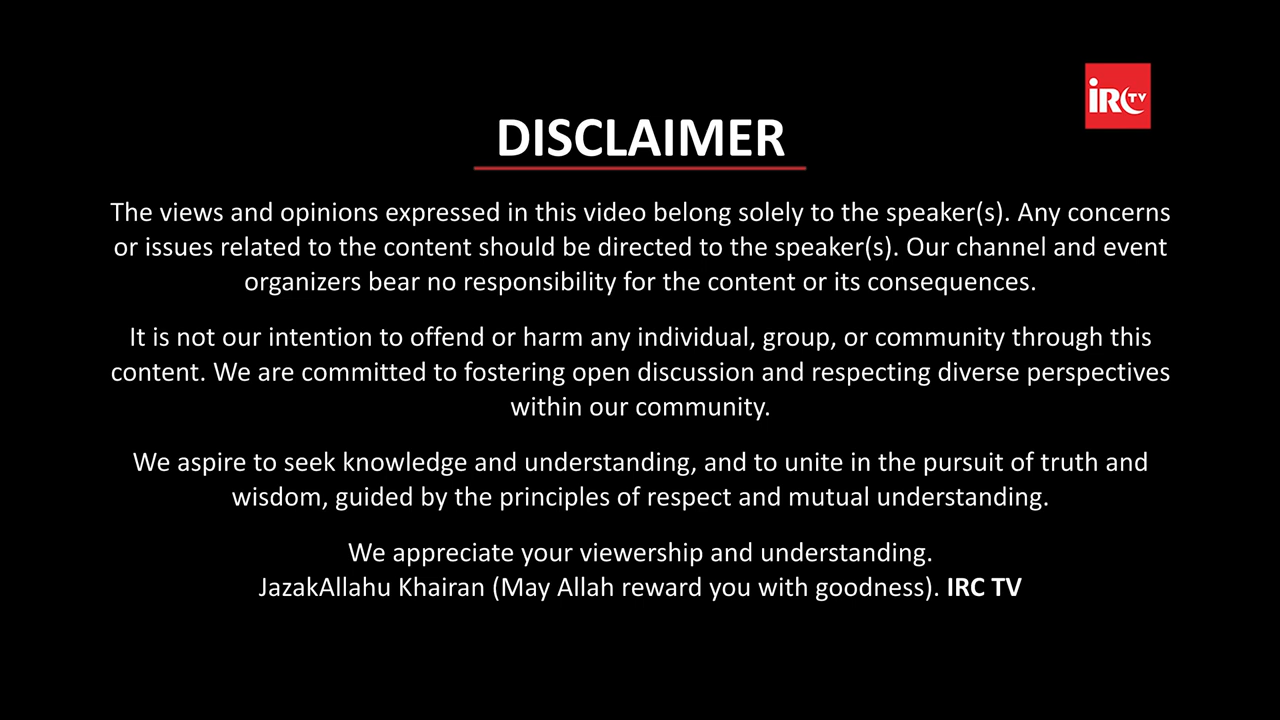 iRC TV
DISCLAIMER
The views and opinions expressed in this video belong solely to the speaker(s). Any concerns
or issues related to the content should be directed to the speaker(s). Our channel and event
organizers bear no responsibility for the content or its consequences.
It is not our intention to offend or harm any individual, group, or community through this
content. We are committed to fostering open discussion and respecting diverse perspectives
within our community.
We aspire to seek knowledge and understanding, and to unite in the pursuit of truth and
wisdom, guided by the principles of respect and mutual understanding.
We appreciate your viewership and understanding.
JazakAllahu Khairan (May Allah reward you with goodness). IRC TV